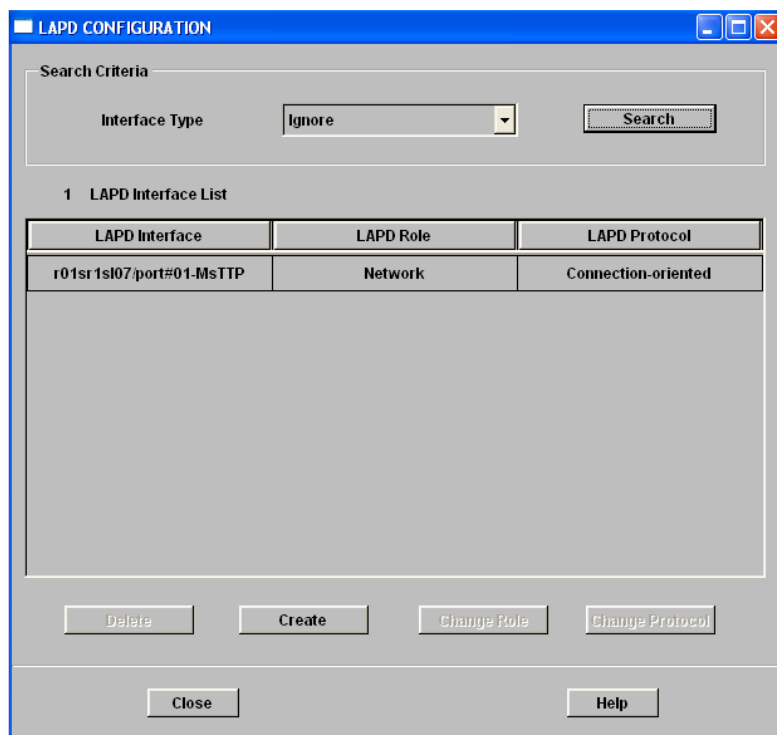 LAPD CONFIGURATION
Search Criteria
Interface Type Ignore Search
1 LAPD Interface List
LAPD Interface LAPD Role LAPD Protocol
r01sr1sl07/port#01-MsTTP Network Connection-oriented
Delete Create Change Role Change Protocol
Close Help